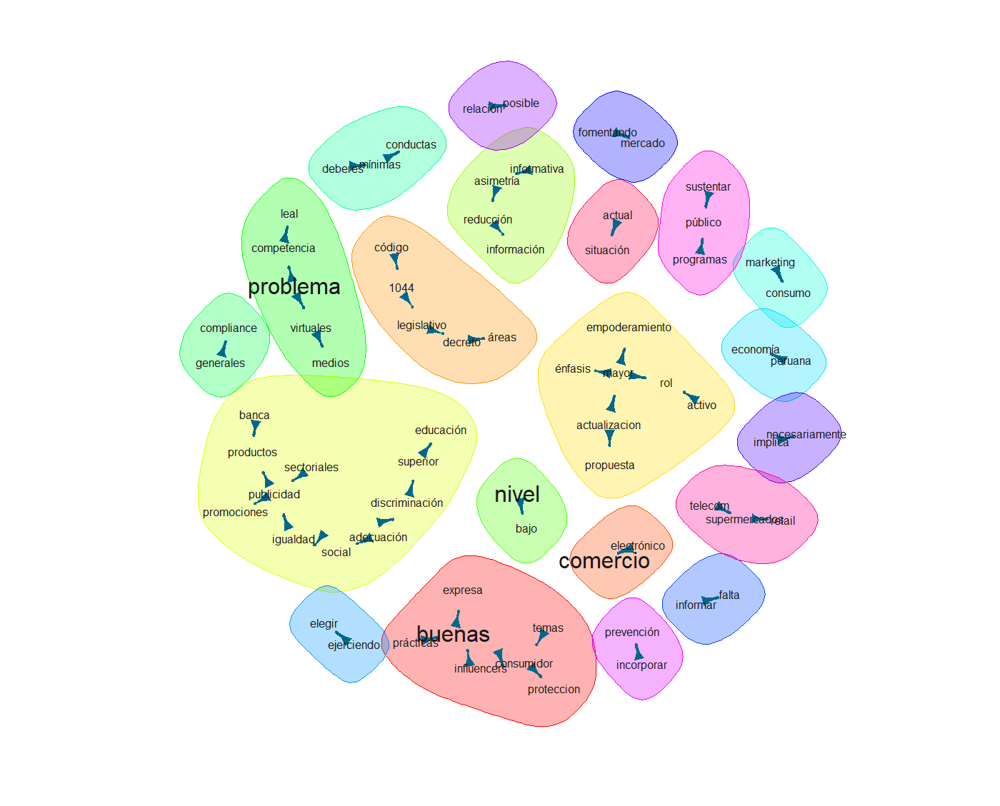 relación
posible
fomentando
mercado
conductas
mínimas
deberes
informativa
asimetría
reducción
información
actual
situación
sustentar
público
programas
marketing
consumo
leal
competencia
problema
virtuales
medios
compliance
generales
código
1044
legislativo
decreto
áreas
empoderamiento
énfasis
mayor
rol
activo
actualizacion
propuesta
economía
peruana
necesariamente
implica
banca
productos
sectoriales
publicidad
promociones
igualdad
social
adecuación
discriminación
superior
educación
nivel
bajo
electrónico
comercio
telecom
supermercados
retail
falta
informar
elegir
ejerciendo
expresa
buenas
prácticas
influencers
temas
consumidor
proteccion
prevención
incorporar